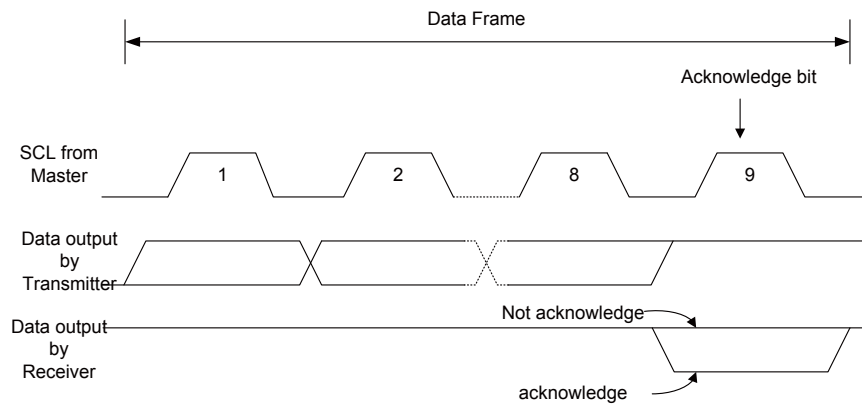 Data Frame
Acknowledge bit
SCL from
Master
1
2
8
9
Data output
by
Transmitter
Data output
by
Receiver
Not acknowledge
acknowledge